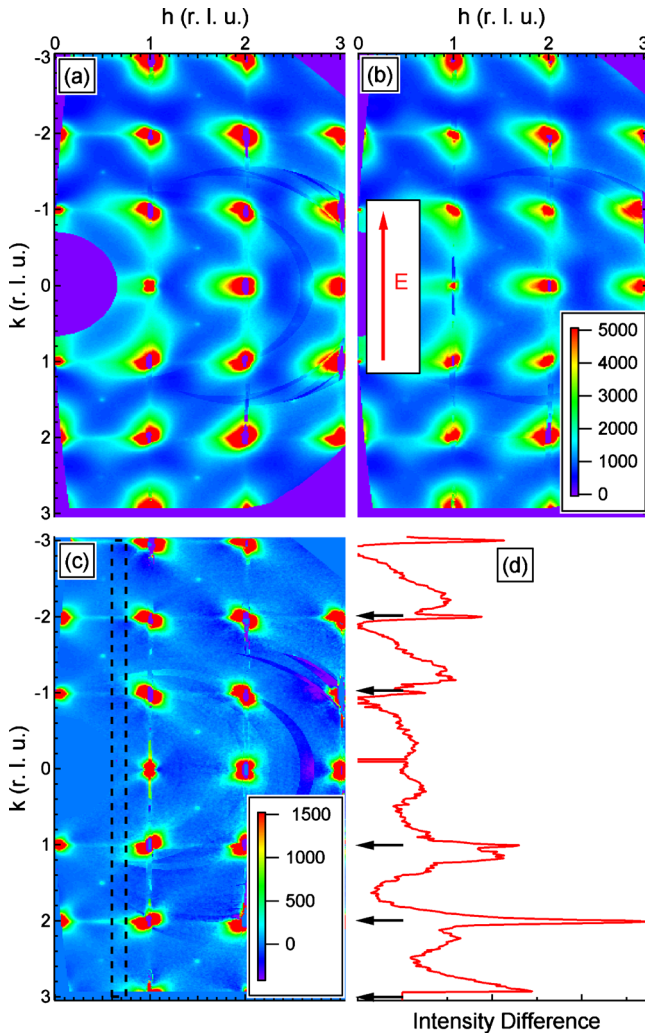 h (r. l. u.) h (r. l. u.)
0 1 2 3 0 1 2 3
k (r. l. u.)
-3
-2
-1
0
1
2
3
(a)
(b)
E
5000
4000
3000
2000
1000
0
k (r. l. u.)
-3
-2
-1
0
1
2
3
(c)
(d)
1500
1000
500
0
Intensity Difference